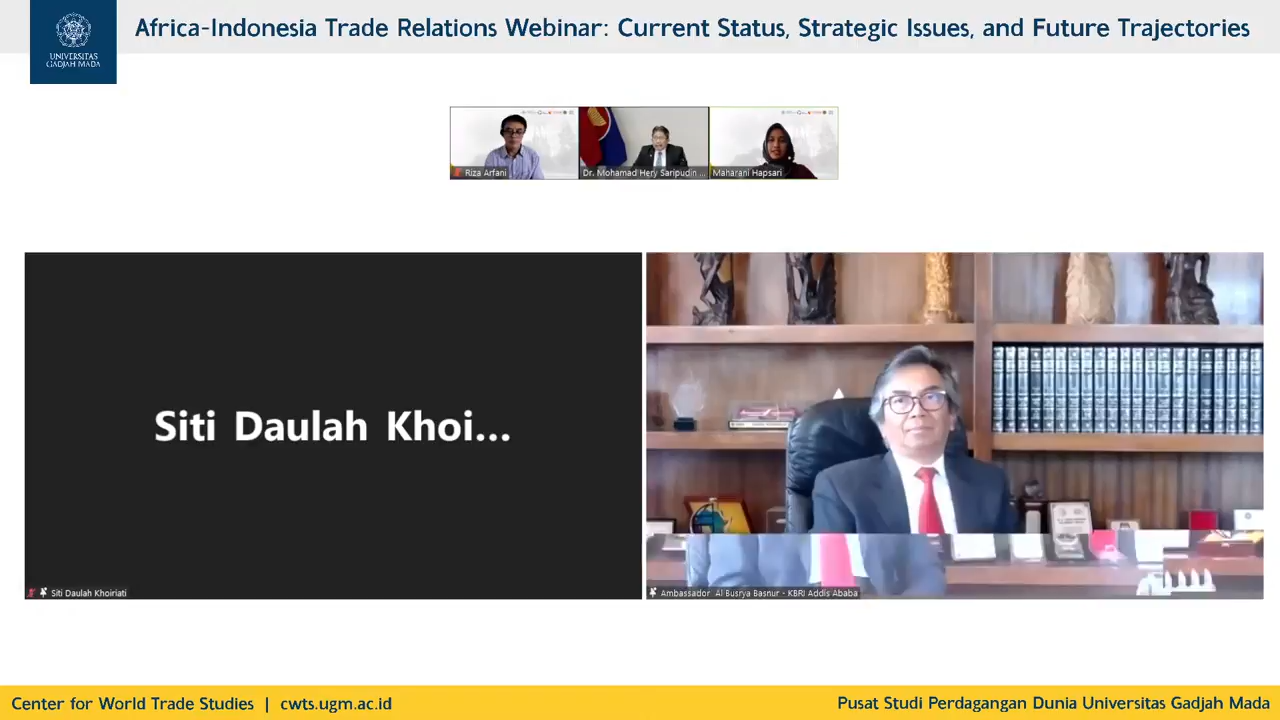 Africa-Indonesia Trade Relations Webinar: Current Status, Strategic Issues, and Future Trajectories
UNIVERSITAS
GADJAH MADA
Riza Arfani
Dr. Mohamad Hery Saripudin ...
Maharani Hapsari
Siti Daulah Khoi...
Siti Daulah Khoiriati
Ambassador Al Busrya Basnur - KBRI Addis Ababa
Center for World Trade Studies | cwts.ugm.ac.id
Pusat Studi Perdagangan Dunia Universitas Gadjah Mada